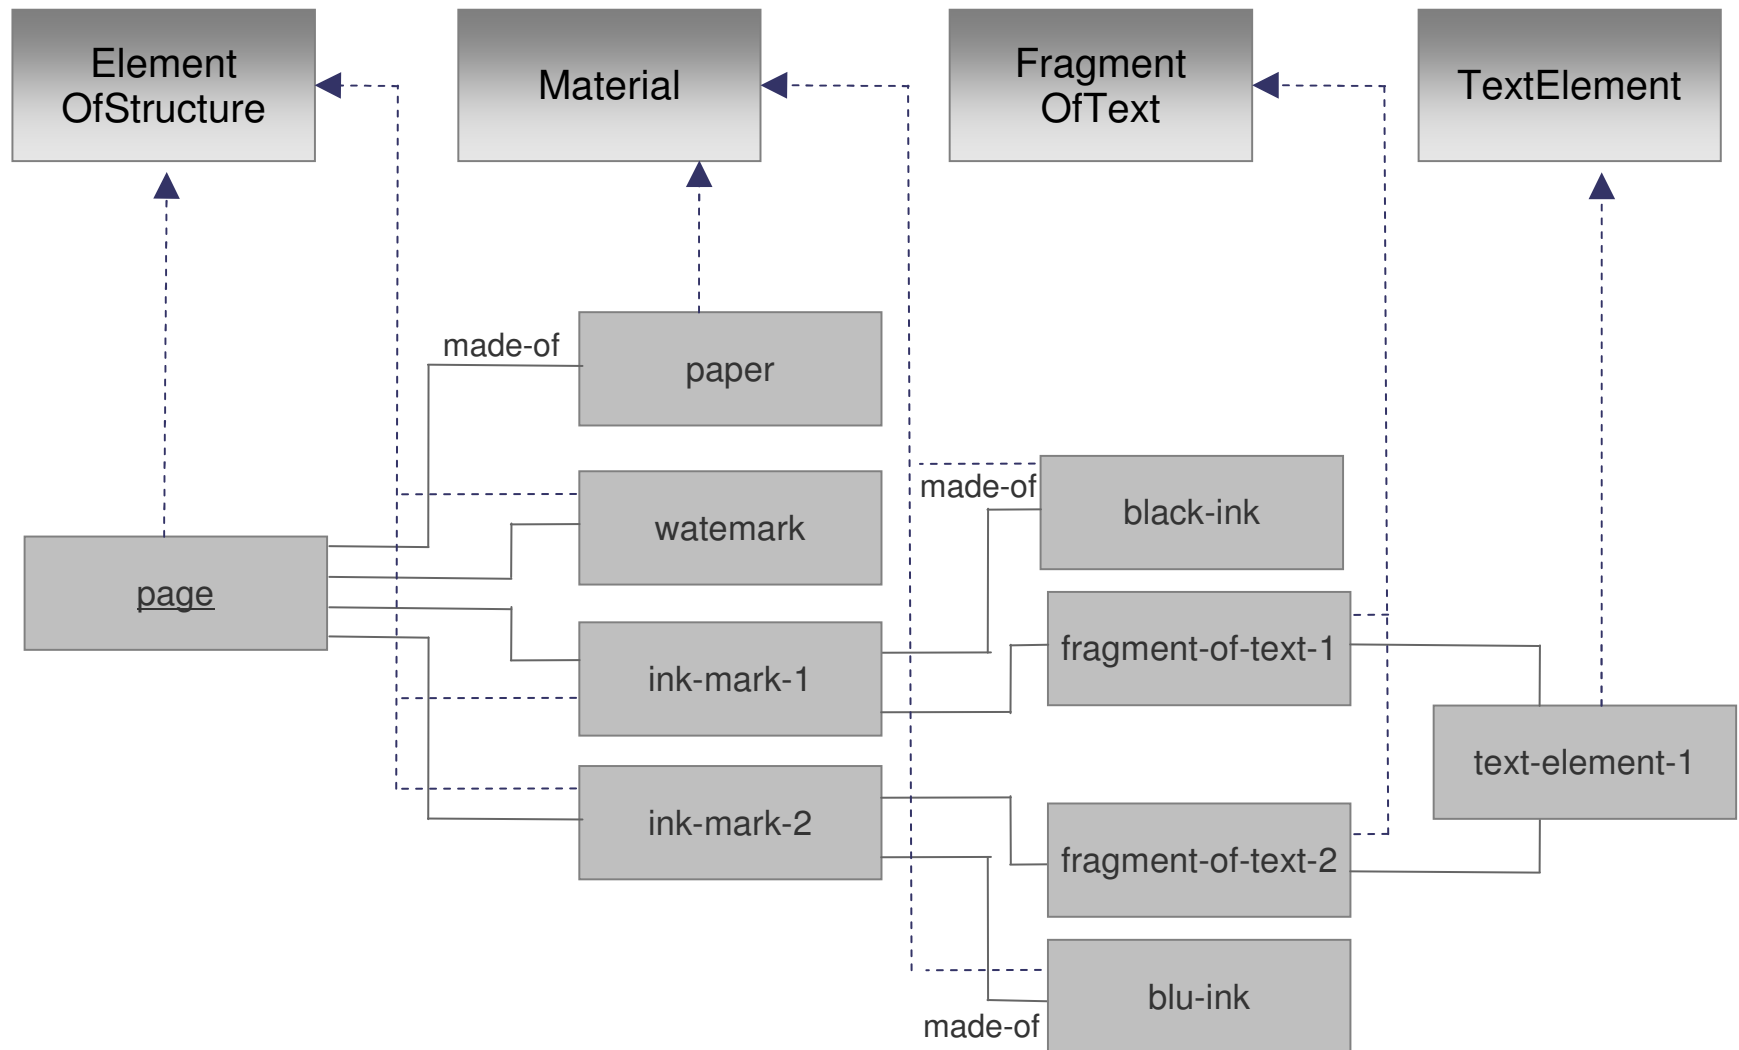 Element
OfStructure
Material
Fragment
OfText
TextElement
made-of
paper
watemark
made-of
black-ink
page
ink-mark-1
fragment-of-text-1
text-element-1
ink-mark-2
fragment-of-text-2
blu-ink
made-of